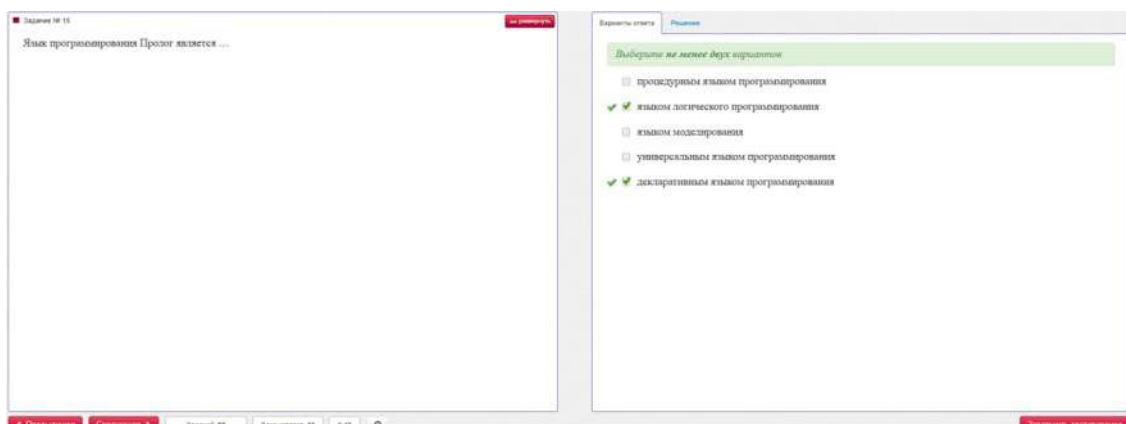 Задание № 15
развернуть
Язык программирования Пролог является …
Варианты ответа
Решение
Выберите не менее двух вариантов
процедурным языком программирования
языком логического программирования
языком моделирования
универсальным языком программирования
декларативным языком программирования